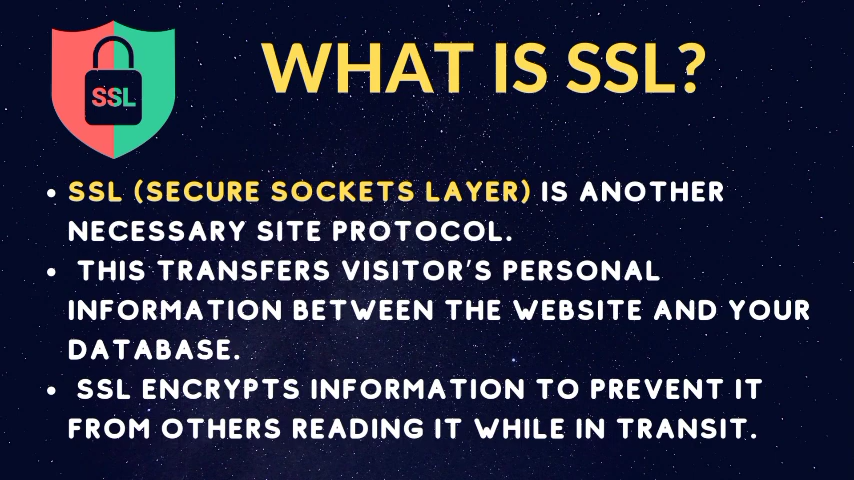 SSL
WHAT IS SSL?
• SSL (SECURE SOCKETS LAYER) IS ANOTHER
NECESSARY SITE PROTOCOL.
• THIS TRANSFERS VISITOR'S PERSONAL
INFORMATION BETWEEN THE WEBSITE AND YOUR
DATABASE.
• SSL ENCRYPTS INFORMATION TO PREVENT IT
FROM OTHERS READING IT WHILE IN TRANSIT.